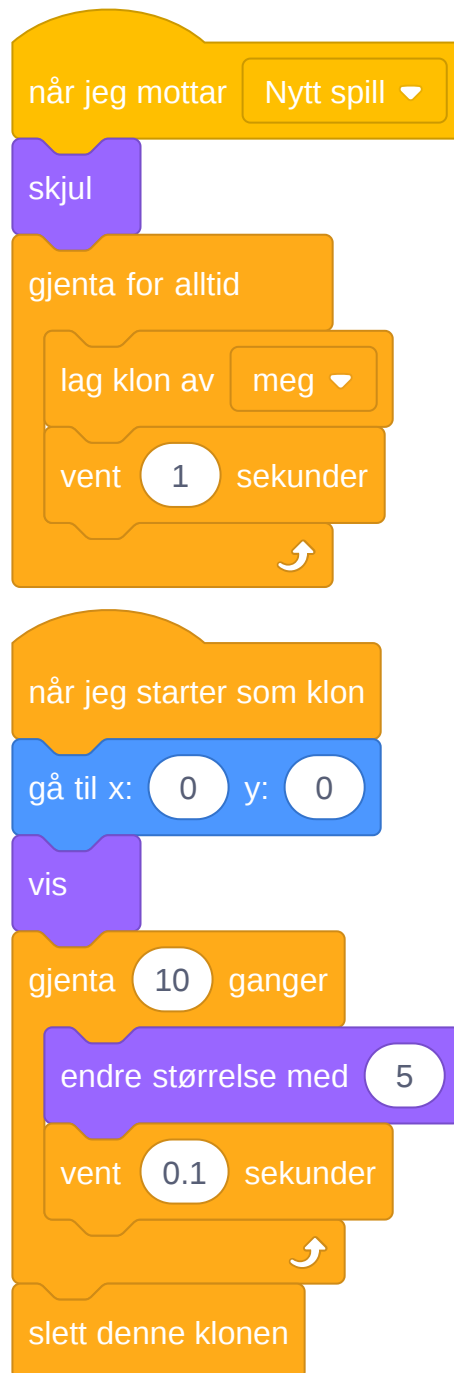 når jeg mottar Nytt spill
skjul
gjenta for alltid
lag klon av meg
vent 1 sekunder
når jeg starter som klon
gå til x: 0 y: 0
vis
gjenta 10 ganger
endre størrelse med 5
vent 0.1 sekunder
slett denne klonen